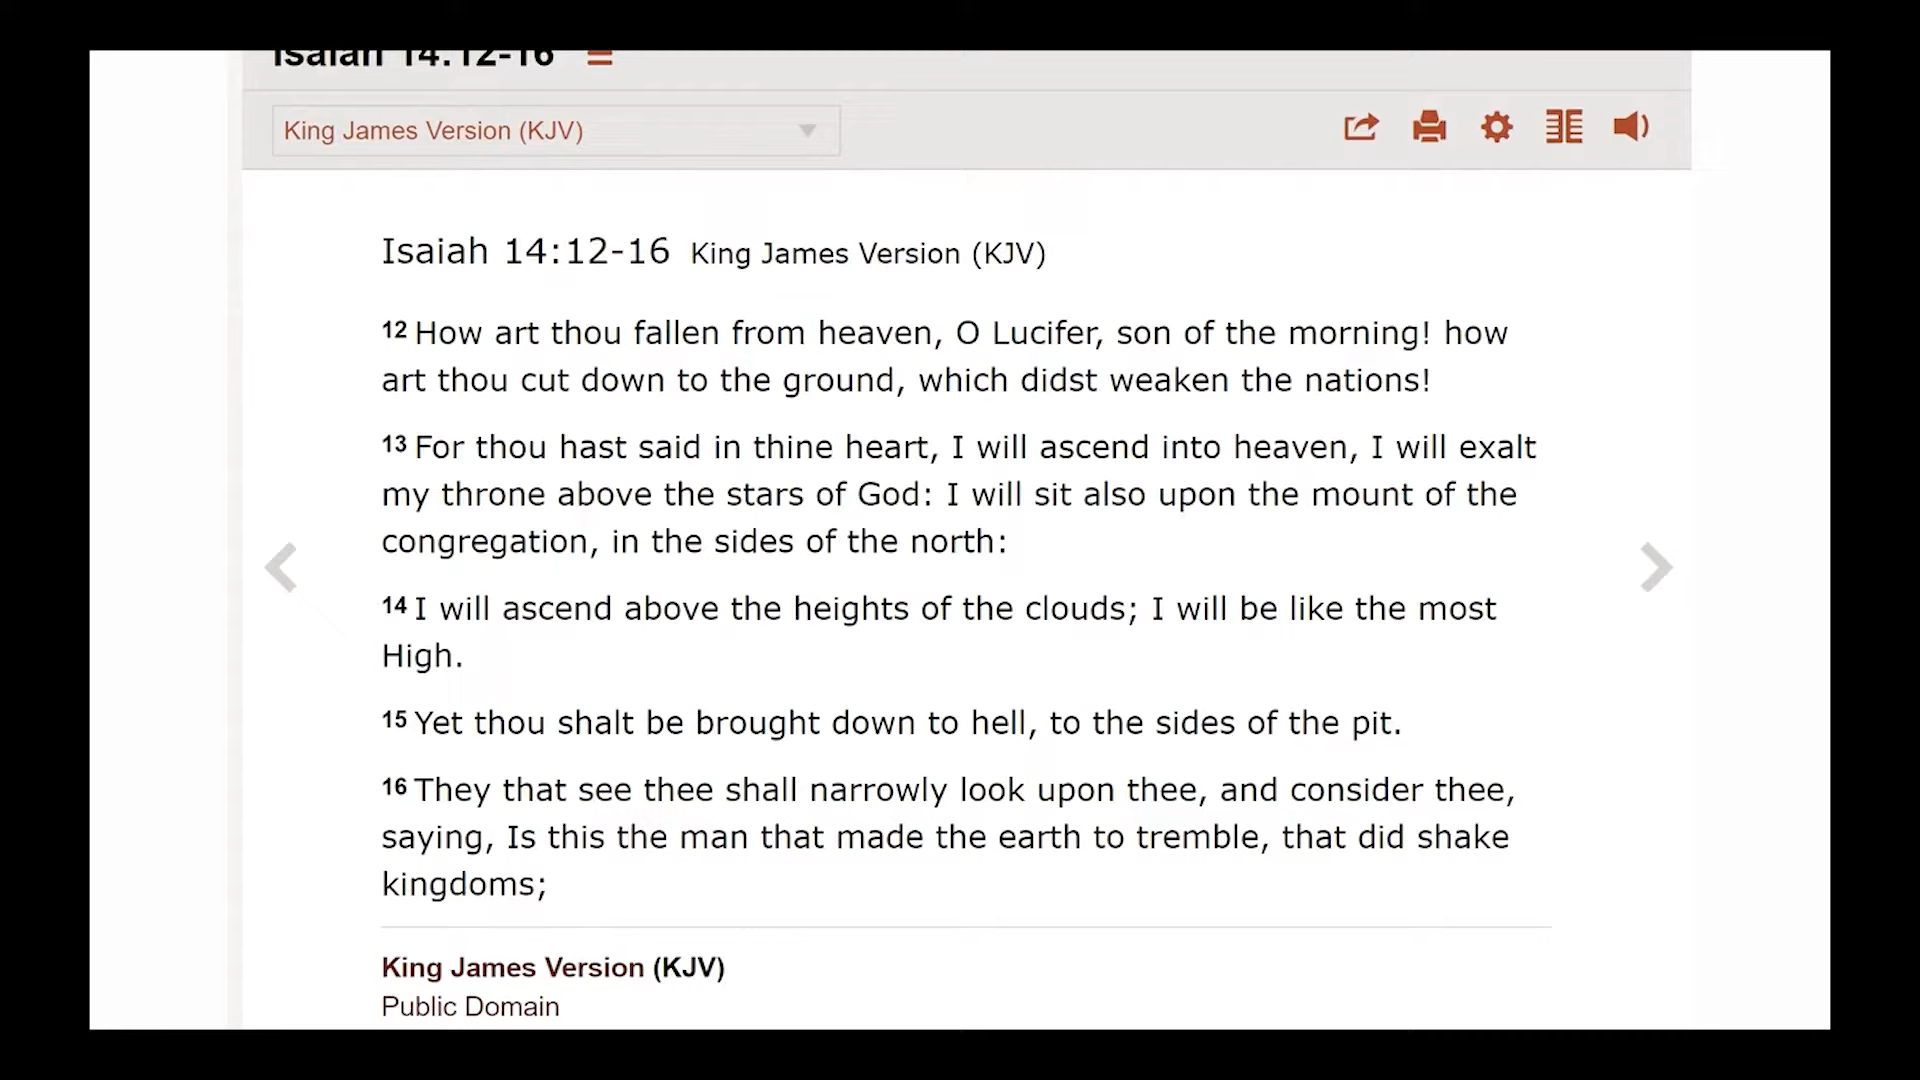 Isaiah 14:12-16
King James Version (KJV)
Isaiah 14:12-16 King James Version (KJV)
12 How art thou fallen from heaven, O Lucifer, son of the morning! how
art thou cut down to the ground, which didst weaken the nations!
13 For thou hast said in thine heart, I will ascend into heaven, I will exalt
my throne above the stars of God: I will sit also upon the mount of the
congregation, in the sides of the north:
14 I will ascend above the heights of the clouds; I will be like the most
High.
15 Yet thou shalt be brought down to hell, to the sides of the pit.
16 They that see thee shall narrowly look upon thee, and consider thee,
saying, Is this the man that made the earth to tremble, that did shake
kingdoms;
King James Version (KJV)
Public Domain